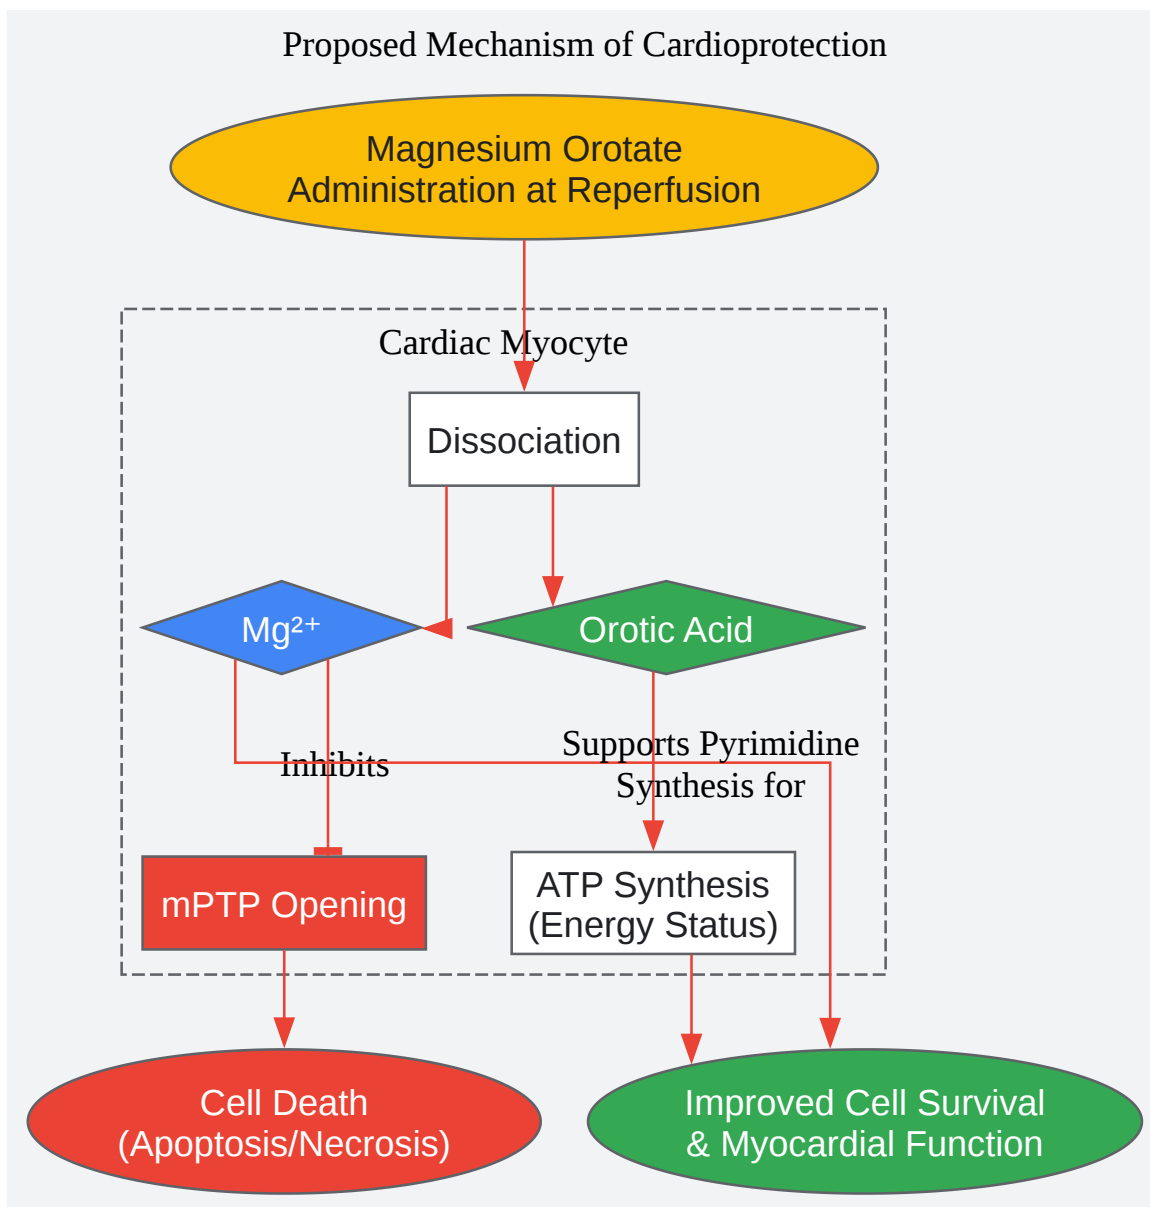 Proposed Mechanism of Cardioprotection
Magnesium Orotate
Administration at Reperfusion
Cardiac Myocyte
Dissociation
Mg²⁺
Orotic Acid
Inhibits
Supports Pyrimidine
Synthesis for
mPTP Opening
ATP Synthesis
(Energy Status)
Cell Death
(Apoptosis/Necrosis)
Improved Cell Survival
& Myocardial Function